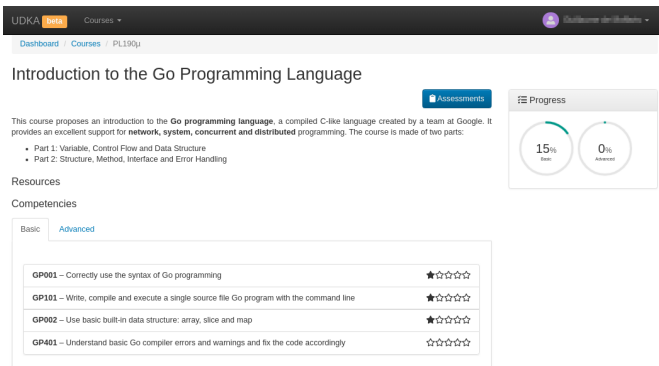 UDKA beta Courses
Dashboard / Courses / PL190μ
Introduction to the Go Programming Language
Assessments
This course proposes an introduction to the Go programming language, a compiled C-like language created by a team at Google. It
provides an excellent support for network, system, concurrent and distributed programming. The course is made of two parts:
• Part 1: Variable, Control Flow and Data Structure
• Part 2: Structure, Method, Interface and Error Handling
Resources
Competencies
Basic Advanced
GP001 – Correctly use the syntax of Go programming
GP101 – Write, compile and execute a single source file Go program with the command line
GP002 – Use basic built-in data structure: array, slice and map
GP401 – Understand basic Go compiler errors and warnings and fix the code accordingly
Progress
15% 0%
Basic Advanced